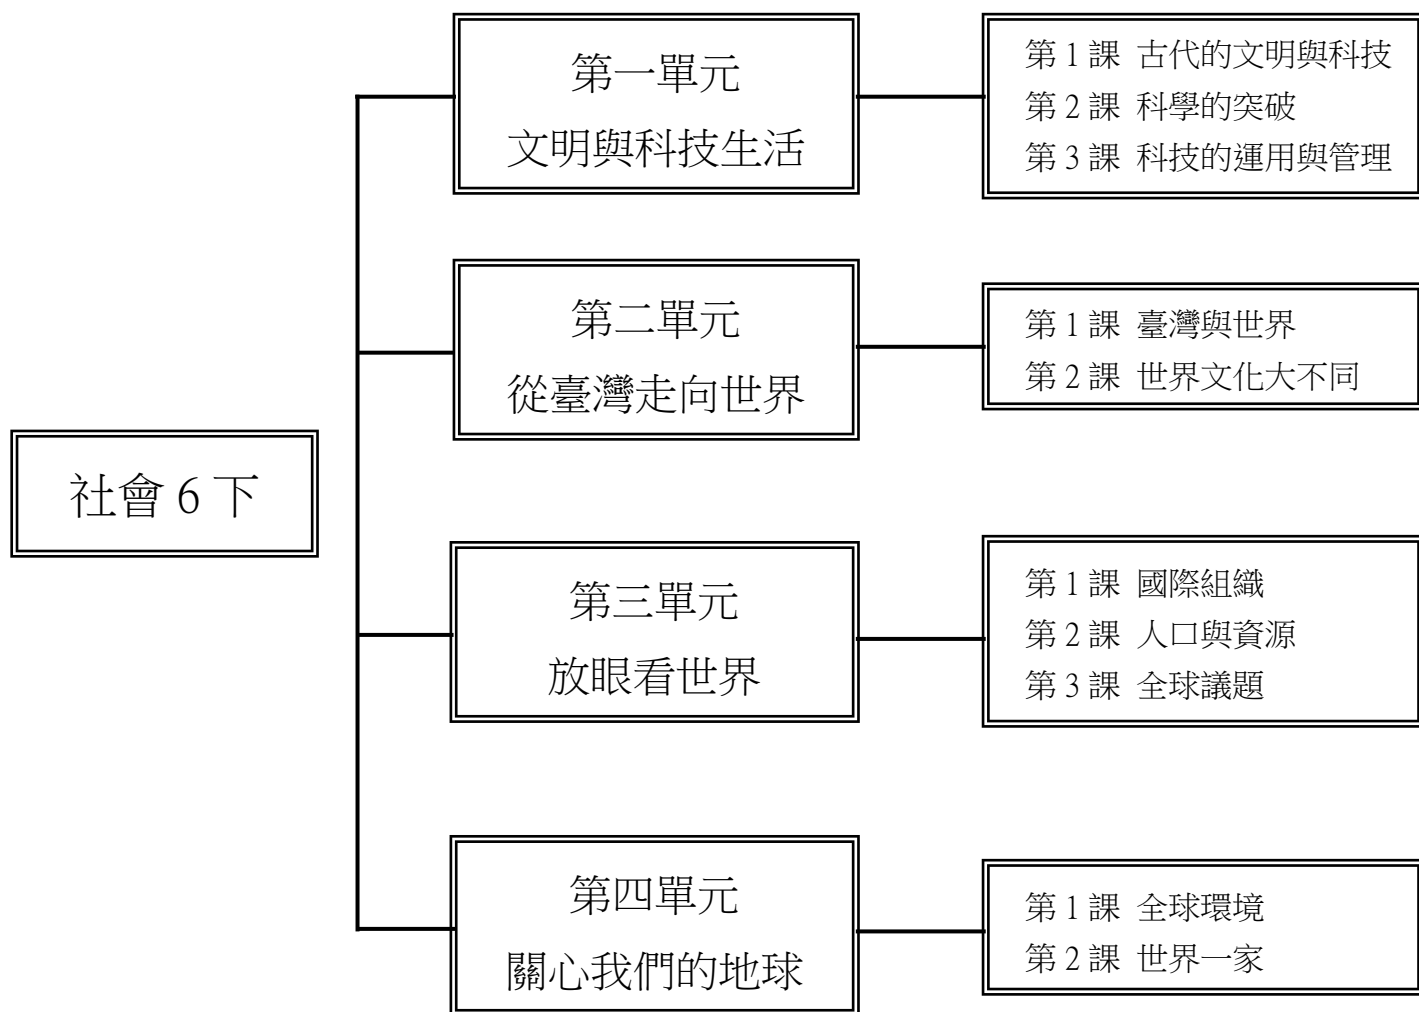 社會 6 下
第一單元
文明與科技生活
第 1 課 古代的文明與科技
第 2 課 科學的突破
第 3 課 科技的運用與管理
第二單元
從臺灣走向世界
第 1 課 臺灣與世界
第 2 課 世界文化大不同
第三單元
放眼看世界
第 1 課 國際組織
第 2 課 人口與資源
第 3 課 全球議題
第四單元
關心我們的地球
第 1 課 全球環境
第 2 課 世界一家